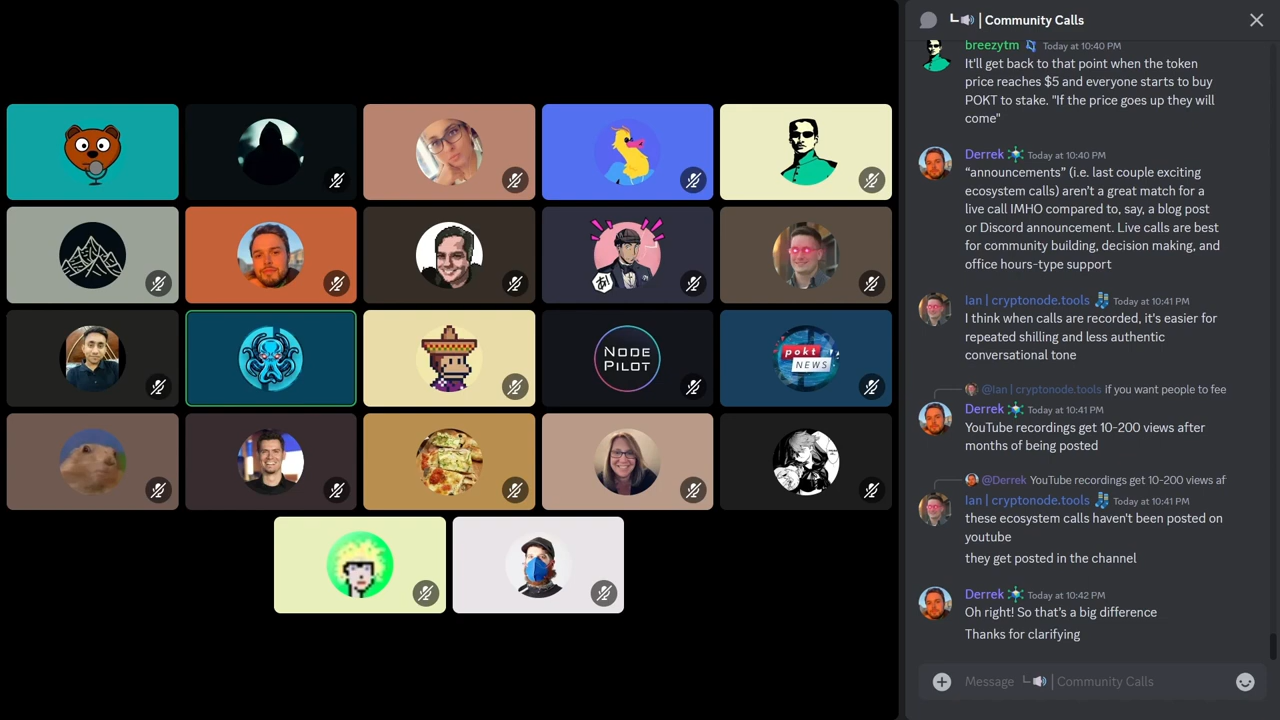 Community Calls
breezytm Today at 10:40 PM
It'll get back to that point when the token
price reaches $5 and everyone starts to buy
POKT to stake. "If the price goes up they will
come"
Derrek Today at 10:40 PM
“announcements” (i.e. last couple exciting
ecosystem calls) aren’t a great match for a
live call IMHO compared to, say, a blog post
or Discord announcement. Live calls are best
for community building, decision making, and
office hours-type support
Ian | cryptonode.tools Today at 10:41 PM
I think when calls are recorded, it's easier for
repeated shilling and less authentic
conversational tone
@Ian | cryptonode.tools if you want people to fee
Derrek Today at 10:41 PM
YouTube recordings get 10-200 views after
months of being posted
@Derrek YouTube recordings get 10-200 views af
Ian | cryptonode.tools Today at 10:41 PM
these ecosystem calls haven't been posted on
youtube
they get posted in the channel
Derrek Today at 10:42 PM
Oh right! So that's a big difference
Thanks for clarifying
Message Community Calls
NODE
PILOT
pokt
NEWS